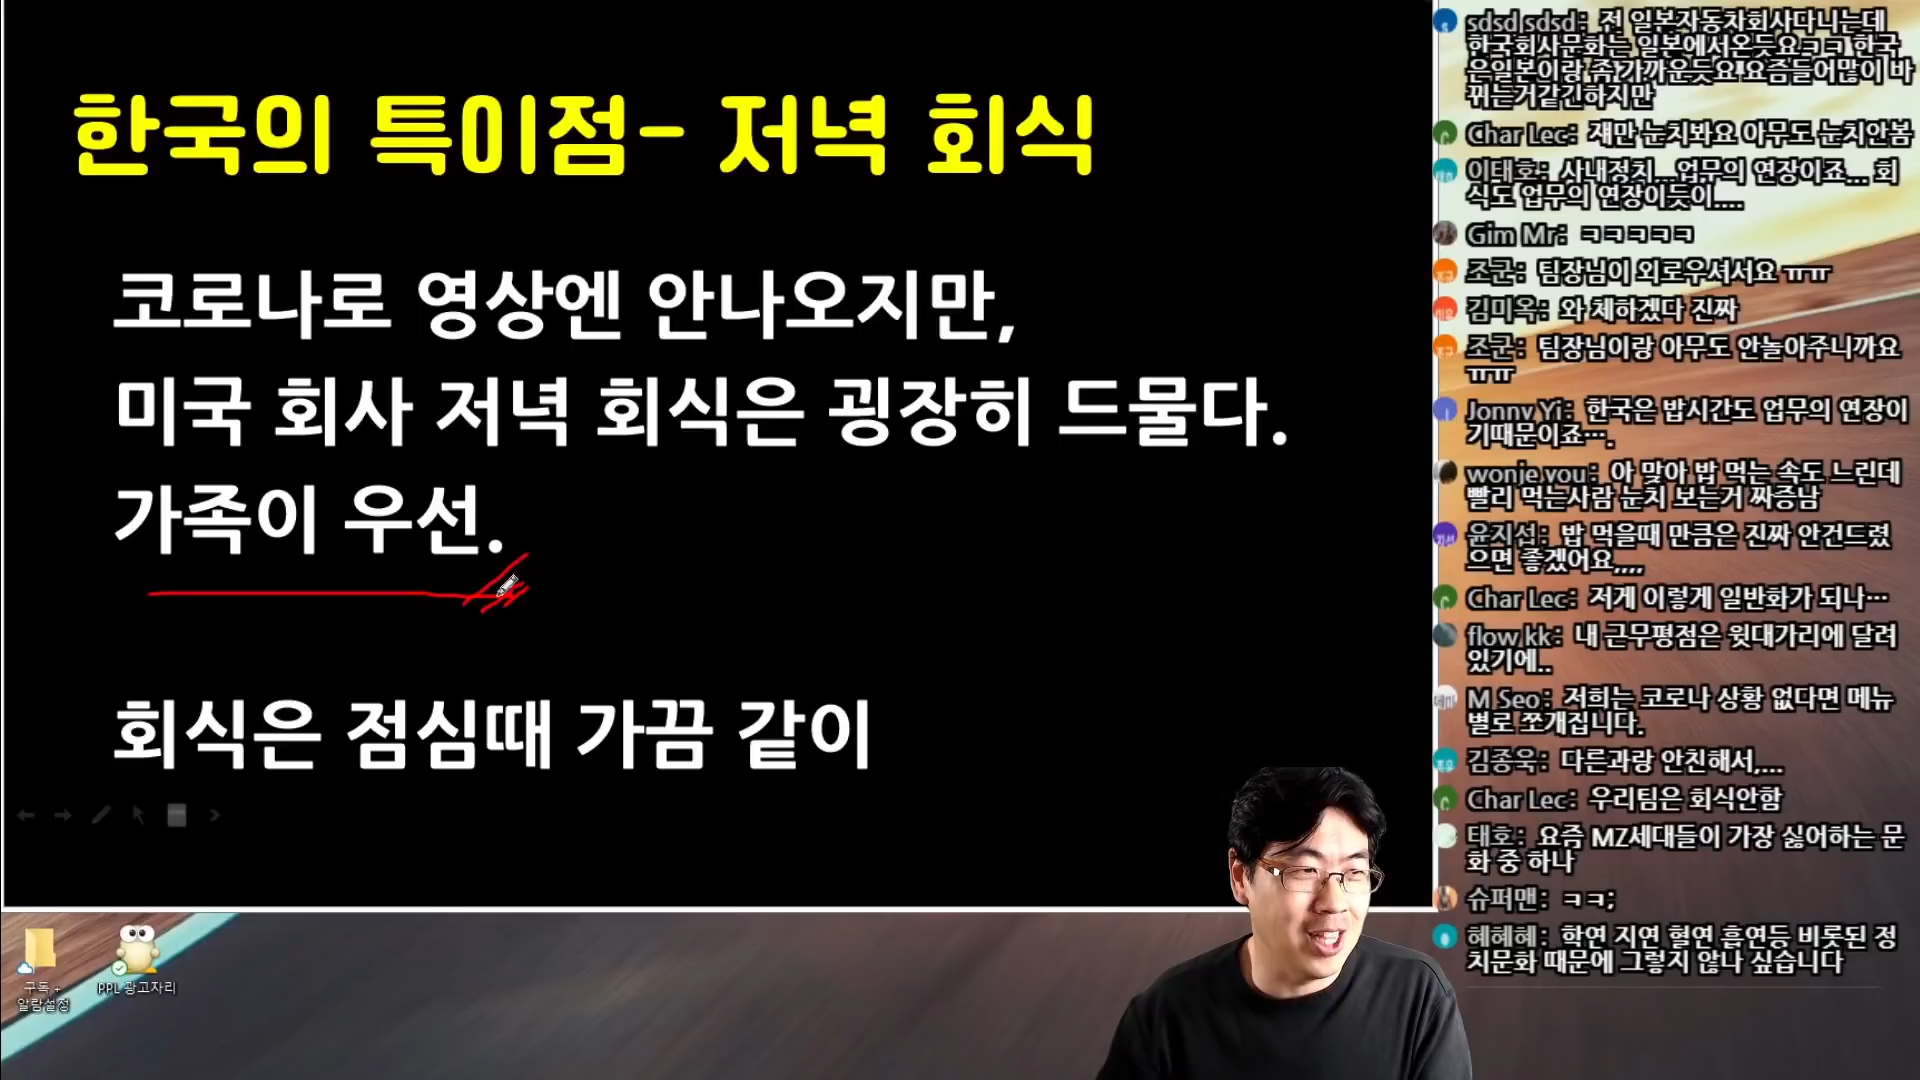 한국의 특이점- 저녁 회식
코로나로 영상엔 안나오지만,
미국 회사 저녁 회식은 굉장히 드물다.
가족이 우선.
회식은 점심때 가끔 같이
구독 +
알람설정
PPL 광고자리
sdsd sdsd: 전 일본자동차회사다니는데
한국회사문화는 일본에서온듯요ㅋㅋ 한국
은일본이랑 좀 가까운듯요 요즘들어많이 바
뀌는거같긴하지만
Char Lec: 쟤만 눈치봐요 아무도 눈치안봄
이태호: 사내정치...업무의 연장이죠... 회
식도 업무의 연장이듯이....
Gim Mr: ㅋㅋㅋㅋㅋ
조군: 팀장님이 외로우셔서요 ㅠㅠ
김미옥: 와 체하겠다 진짜
조군: 팀장님이랑 아무도 안놀아주니까요
ㅠㅠ
Jonny Yi: 한국은 밥시간도 업무의 연장이
기때문이죠….
wonje you: 아 맞아 밥 먹는 속도 느린데
빨리 먹는사람 눈치 보는거 짜증남
윤지섭: 밥 먹을때 만큼은 진짜 안건드렸
으면 좋겠어요,,,,
Char Lec: 저게 이렇게 일반화가 되나…
flow kk: 내 근무평점은 윗대가리에 달려
있기에..
M Seo: 저희는 코로나 상황 없다면 메뉴
별로 쪼개집니다.
김종욱: 다른과랑 안친해서,...
Char Lec: 우리팀은 회식안함
태호: 요즘 MZ세대들이 가장 싫어하는 문
화 중 하나
슈퍼맨: ㅋㅋ;
헤헤헤: 학연 지연 혈연 흡연등 비롯된 정
치문화 때문에 그렇지 않나 싶습니다